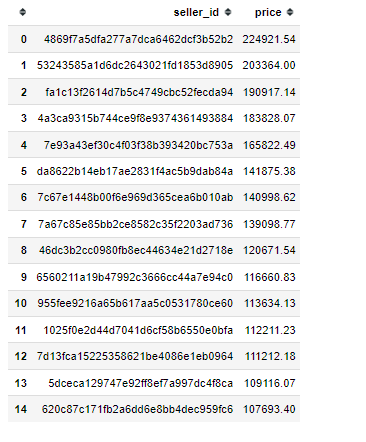 seller_id price
0 4869f7a5dfa277a7dca6462dcf3b52b2 224921.54
1 53243585a1d6dc2643021fd1853d8905 203364.00
2 fa1c13f2614d7b5c4749cbc52fecda94 190917.14
3 4a3ca9315b744ce9f8e9374361493884 183828.07
4 7e93a43ef30c4f03f38b393420bc753a 165822.49
5 da8622b14eb17ae2831f4ac5b9dab84a 141875.38
6 7c67e1448b00f6e969d365cea6b010ab 140998.62
7 7a67c85e85bb2ce8582c35f2203ad736 139098.77
8 46dc3b2cc0980fb8ec44634e21d2718e 120671.54
9 6560211a19b47992c3666cc44a7e94c0 116660.83
10 955fee9216a65b617aa5c0531780ce60 113634.13
11 1025f0e2d44d7041d6cf58b6550e0bfa 112211.23
12 7d13fca15225358621be4086e1eb0964 111212.18
13 5dceca129747e92ff8ef7a997dc4f8ca 109116.07
14 620c87c171fb2a6dd6e8bb4dec959fc6 107693.40